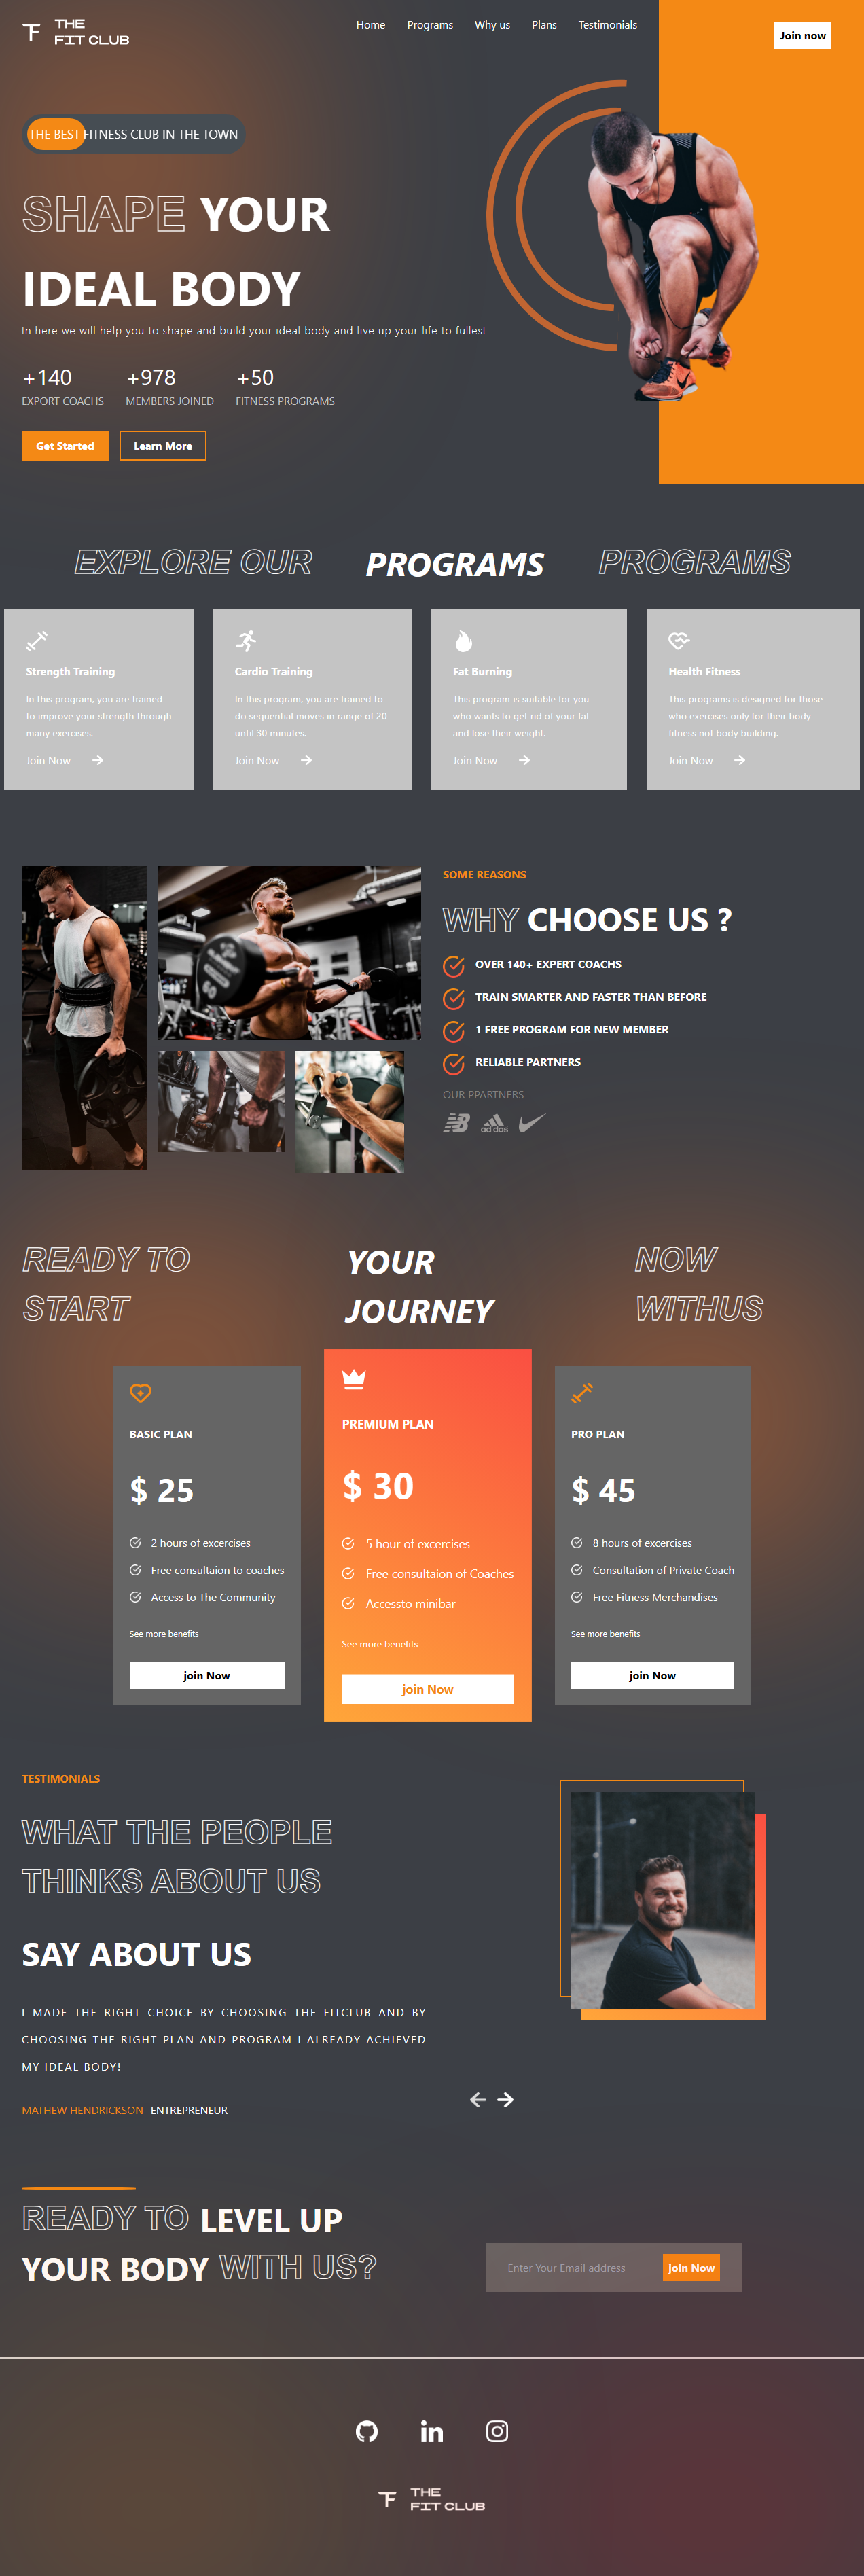 THE
FIT CLUB
Home Programs Why us Plans Testimonials
Join now
THE BEST FITNESS CLUB IN THE TOWN
SHAPE YOUR
IDEAL BODY
In here we will help you to shape and build your ideal body and live up your life to fullest..
+140 +978 +50
EXPORT COACHS MEMBERS JOINED FITNESS PROGRAMS
Get Started Learn More
EXPLORE OUR PROGRAMS PROGRAMS
Strength Training
In this program, you are trained
to improve your strength through
many exercises.
Join Now
Cardio Training
In this program, you are trained to
do sequential moves in range of 20
until 30 minutes.
Join Now
Fat Burning
This program is suitable for you
who wants to get rid of your fat
and lose their weight.
Join Now
Health Fitness
This programs is designed for those
who exercises only for their body
fitness not body building.
Join Now
SOME REASONS
WHY CHOOSE US ?
OVER 140+ EXPERT COACHS
TRAIN SMARTER AND FASTER THAN BEFORE
1 FREE PROGRAM FOR NEW MEMBER
RELIABLE PARTNERS
OUR PPARTNERS
adidas
READY TO
START
YOUR
JOURNEY
NOW
WITHUS
BASIC PLAN
$ 25
2 hours of excercises
Free consultaion to coaches
Access to The Community
See more benefits
join Now
PREMIUM PLAN
$ 30
5 hour of excercises
Free consultaion of Coaches
Accessto minibar
See more benefits
join Now
PRO PLAN
$ 45
8 hours of excercises
Consultation of Private Coach
Free Fitness Merchandises
See more benefits
join Now
TESTIMONIALS
WHAT THE PEOPLE
THINKS ABOUT US
SAY ABOUT US
I MADE THE RIGHT CHOICE BY CHOOSING THE FITCLUB AND BY
CHOOSING THE RIGHT PLAN AND PROGRAM I ALREADY ACHIEVED
MY IDEAL BODY!
MATHEW HENDRICKSON- ENTREPRENEUR
READY TO LEVEL UP
YOUR BODY WITH US?
Enter Your Email address
join Now
THE
FIT CLUB